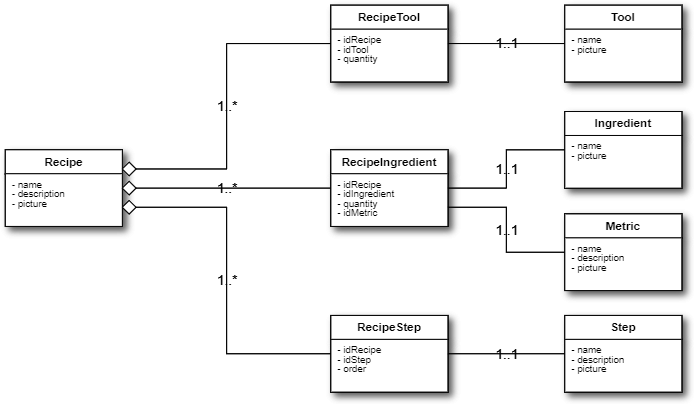 RecipeTool
- idRecipe
- idTool
- quantity
1..1
Tool
- name
- picture
1..*
Recipe
- name
- description
- picture
1..*
RecipeIngredient
- idRecipe
- idIngredient
- quantity
- idMetric
1..1
Ingredient
- name
- picture
1..1
Metric
- name
- description
- picture
1..*
RecipeStep
- idRecipe
- idStep
- order
1..1
Step
- name
- description
- picture